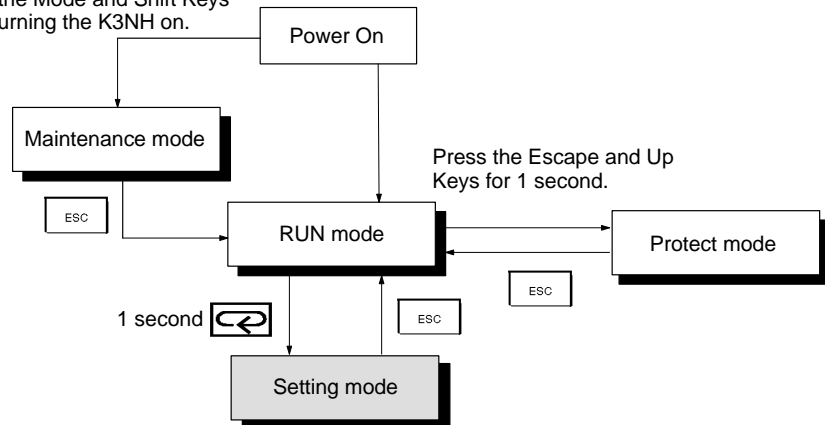 the Mode and Shift Keys
urning the K3NH on.
Power On
Maintenance mode
ESC
Press the Escape and Up
Keys for 1 second.
RUN mode
Protect mode
ESC
1 second
ESC
Setting mode